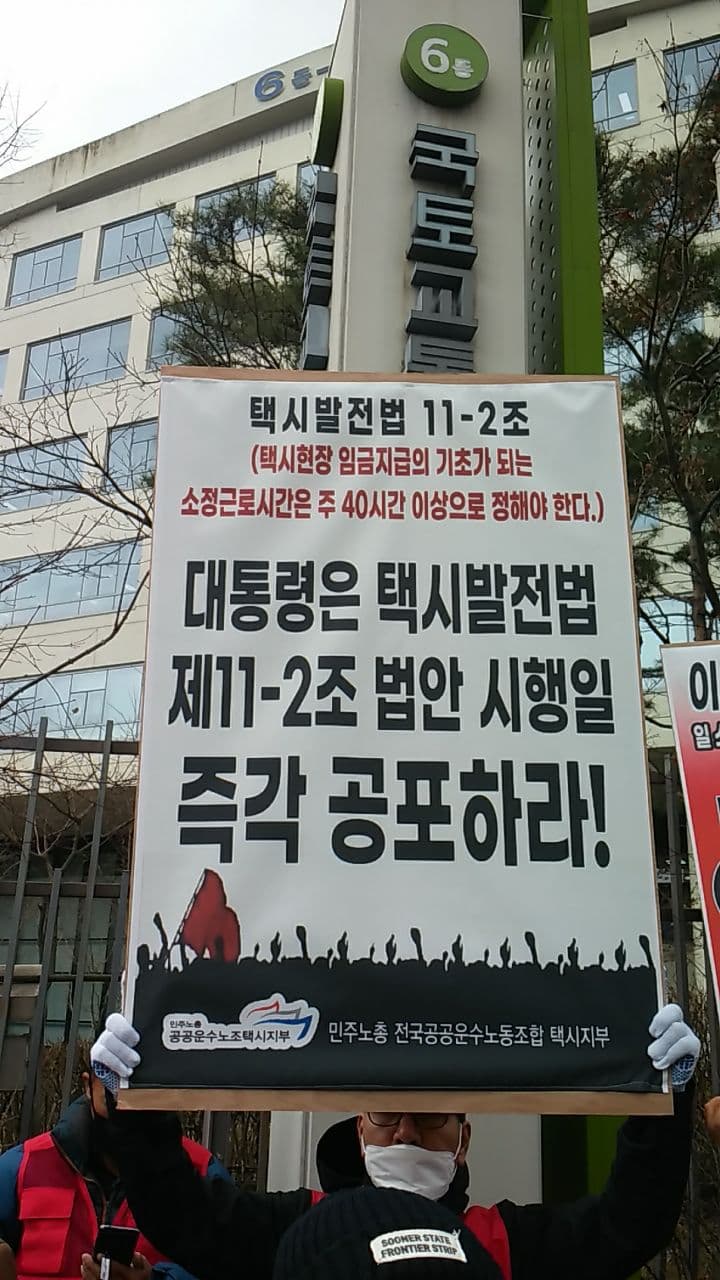 6동
6동
국토교통
택시발전법 11-2조
(택시현장 임금지급의 기초가 되는
소정근로시간은 주 40시간 이상으로 정해야 한다.)
대통령은 택시발전법
제11-2조 법안 시행일
즉각 공포하라!
민주노총
공공운수노조택시지부
민주노총 전국공공운수노동조합 택시지부
이
일
SOONER STATE
FRONTIER STRIP